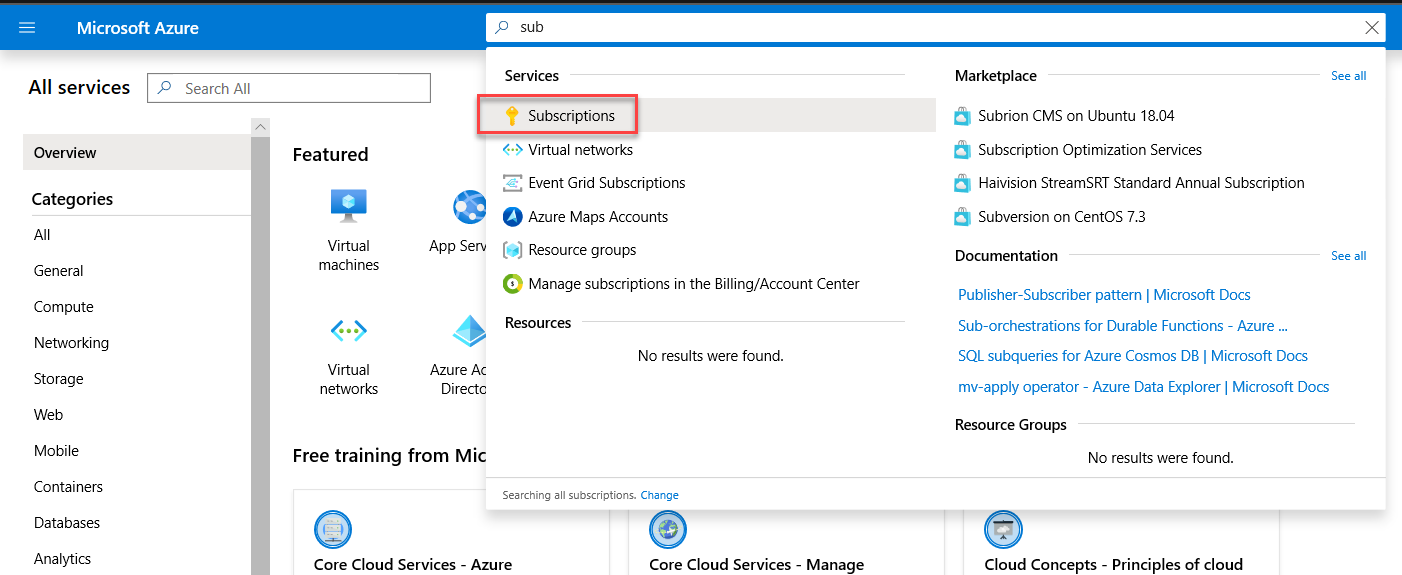 Microsoft Azure
sub
All services
Search All
Overview
Categories
All
General
Compute
Networking
Storage
Web
Mobile
Containers
Databases
Analytics
Featured
Virtual
machines
App Serv
Virtual
networks
Azure Ac
Directo
Free training from Mic
Core Cloud Services - Azure
Core Cloud Services - Manage
Cloud Concepts - Principles of cloud
Services
Subscriptions
Virtual networks
Event Grid Subscriptions
Azure Maps Accounts
Resource groups
Manage subscriptions in the Billing/Account Center
Resources
No results were found.
Marketplace
See all
Subrion CMS on Ubuntu 18.04
Subscription Optimization Services
Haivision StreamSRT Standard Annual Subscription
Subversion on CentOS 7.3
Documentation
See all
Publisher-Subscriber pattern | Microsoft Docs
Sub-orchestrations for Durable Functions - Azure ...
SQL subqueries for Azure Cosmos DB | Microsoft Docs
mv-apply operator - Azure Data Explorer | Microsoft Docs
Resource Groups
No results were found.
Searching all subscriptions. Change